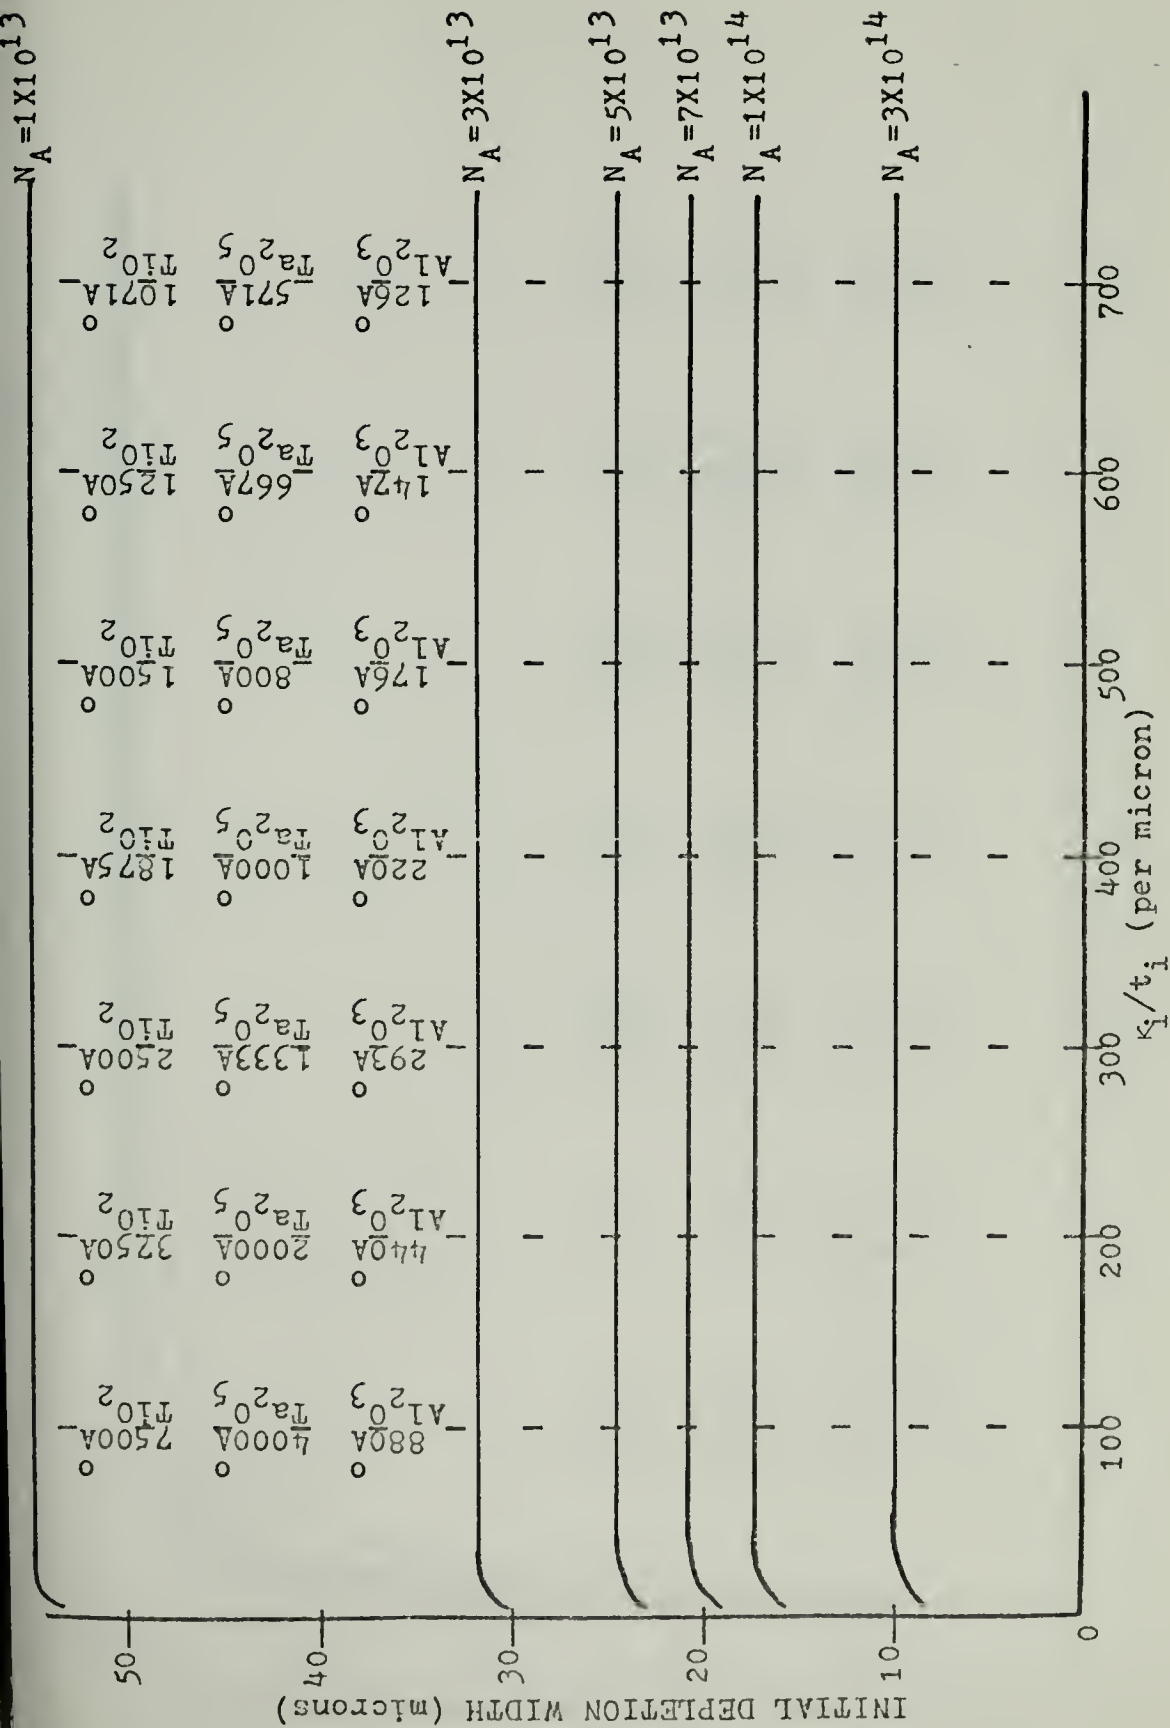 INITIAL DEPLETION WIDTH (microns)
50
40
30
20
10
0
N_A=1X10^13
N_A=3X10^13
N_A=5X10^13
N_A=7X10^13
N_A=1X10^14
N_A=3X10^14
7500Å
TiO2
4000Å
Ta2O5
880Å
Al2O3
3750Å
TiO2
2000Å
Ta2O5
440Å
Al2O3
2500Å
TiO2
1333Å
Ta2O5
293Å
Al2O3
1875Å
TiO2
1000Å
Ta2O5
220Å
Al2O3
1500Å
TiO2
800Å
Ta2O5
176Å
Al2O3
1250Å
TiO2
667Å
Ta2O5
147Å
Al2O3
1071Å
TiO2
571Å
Ta2O5
126Å
Al2O3
100 200 300 400 500 600 700
K_i/t_i (per micron)